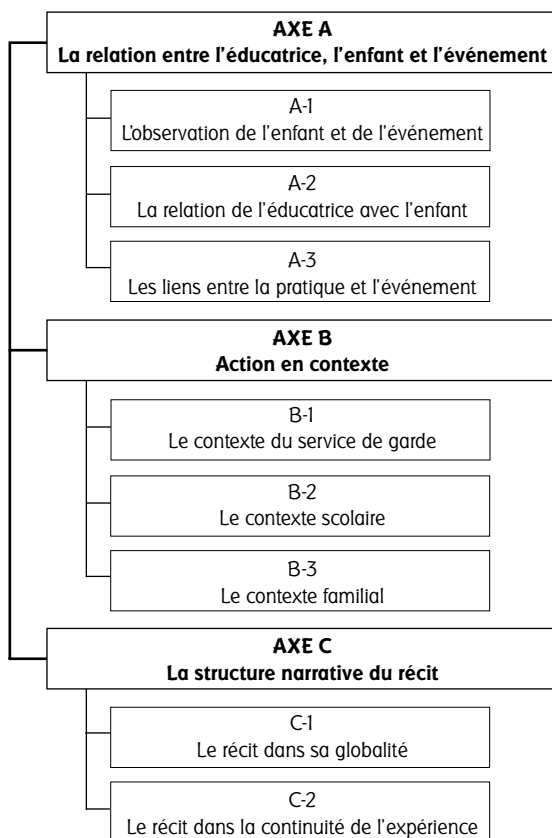 AXE A
La relation entre l'éducatrice, l'enfant et l'événement
A-1
L'observation de l'enfant et de l'événement
A-2
La relation de l'éducatrice avec l'enfant
A-3
Les liens entre la pratique et l'événement
AXE B
Action en contexte
B-1
Le contexte du service de garde
B-2
Le contexte scolaire
B-3
Le contexte familial
AXE C
La structure narrative du récit
C-1
Le récit dans sa globalité
C-2
Le récit dans la continuité de l'expérience